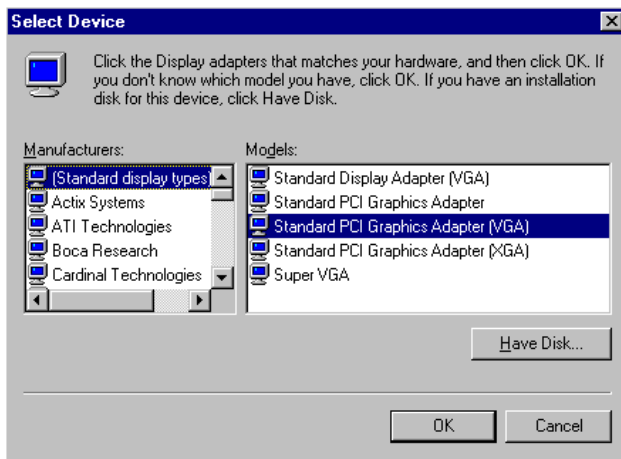 Select Device
Click the Display adapters that matches your hardware, and then click OK. If
you don't know which model you have, click OK. If you have an installation
disk for this device, click Have Disk.
Manufacturers:
(Standard display types)
Actix Systems
ATI Technologies
Boca Research
Cardinal Technologies
Models:
Standard Display Adapter (VGA)
Standard PCI Graphics Adapter
Standard PCI Graphics Adapter (VGA)
Standard PCI Graphics Adapter (XGA)
Super VGA
Have Disk...
OK
Cancel